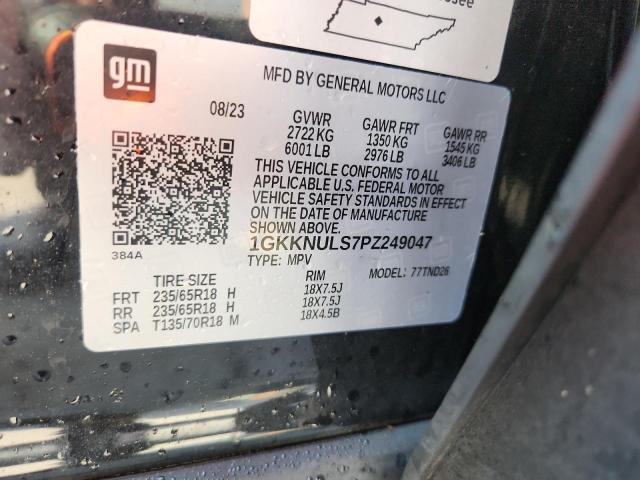 gm
MFD BY GENERAL MOTORS LLC
08/23
GVWR GAWR FRT GAWR RR
2722 KG 1350 KG 1545 KG
6001 LB 2976 LB 3406 LB
THIS VEHICLE CONFORMS TO ALL
APPLICABLE U.S. FEDERAL MOTOR
VEHICLE SAFETY STANDARDS IN EFFECT
ON THE DATE OF MANUFACTURE
SHOWN ABOVE.
1GKKNULS7PZ249047
384A
TYPE: MPV MODEL: 77TND26
TIRE SIZE RIM
FRT 235/65R18 H 18X7.5J
RR 235/65R18 H 18X7.5J
SPA T135/70R18 M 18X4.5B